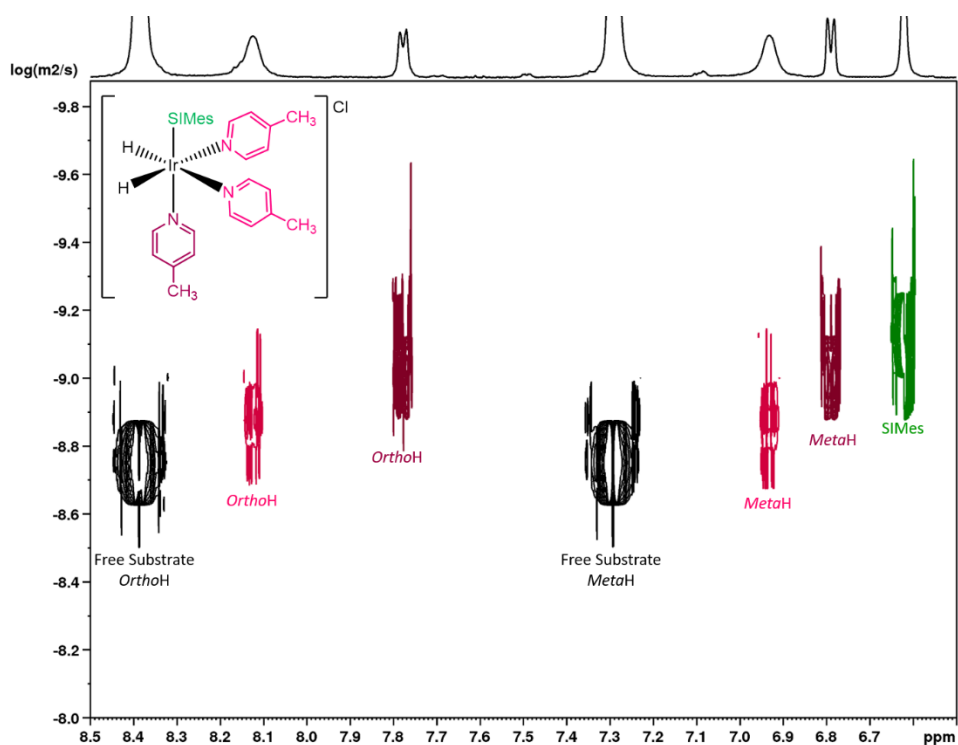 log(m2/s)
-9.8
-9.6
-9.4
-9.2
-9.0
-8.8
-8.6
-8.4
-8.2
-8.0
SIMes
Cl
CH3
H
N
Ir
H
N
CH3
N
CH3
OrthoH
MetaH
SIMes
OrthoH
MetaH
Free Substrate
OrthoH
Free Substrate
MetaH
8.5 8.4 8.3 8.2 8.1 8.0 7.9 7.8 7.7 7.6 7.5 7.4 7.3 7.2 7.1 7.0 6.9 6.8 6.7 ppm